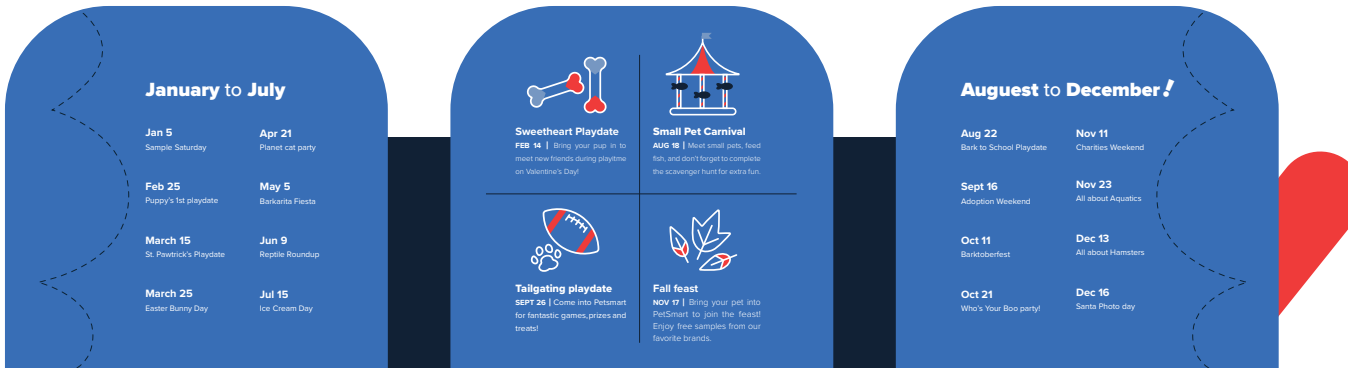 January to July
Jan 5
Sample Saturday
Apr 21
Planet cat party
Feb 25
Puppy's 1st playdate
May 5
Barkarita Fiesta
March 15
St. Pawtrick's Playdate
Jun 9
Reptile Roundup
March 25
Easter Bunny Day
Jul 15
Ice Cream Day
Sweetheart Playdate
FEB 14 | Bring your pup in to
meet new friends during playitme
on Valentine's Day!
Small Pet Carnival
AUG 18 | Meet small pets, feed
fish, and don't forget to complete
the scavenger hunt for extra fun.
Tailgating playdate
SEPT 26 | Come into Petsmart
for fantastic games,prizes and
treats!
Fall feast
NOV 17 | Bring your pet into
PetSmart to join the feast!
Enjoy free samples from our
favorite brands.
Auguest to December!
Aug 22
Bark to School Playdate
Nov 11
Charities Weekend
Sept 16
Adoption Weekend
Nov 23
All about Aquatics
Oct 11
Barktoberfest
Dec 13
All about Hamsters
Oct 21
Who's Your Boo party!
Dec 16
Santa Photo day